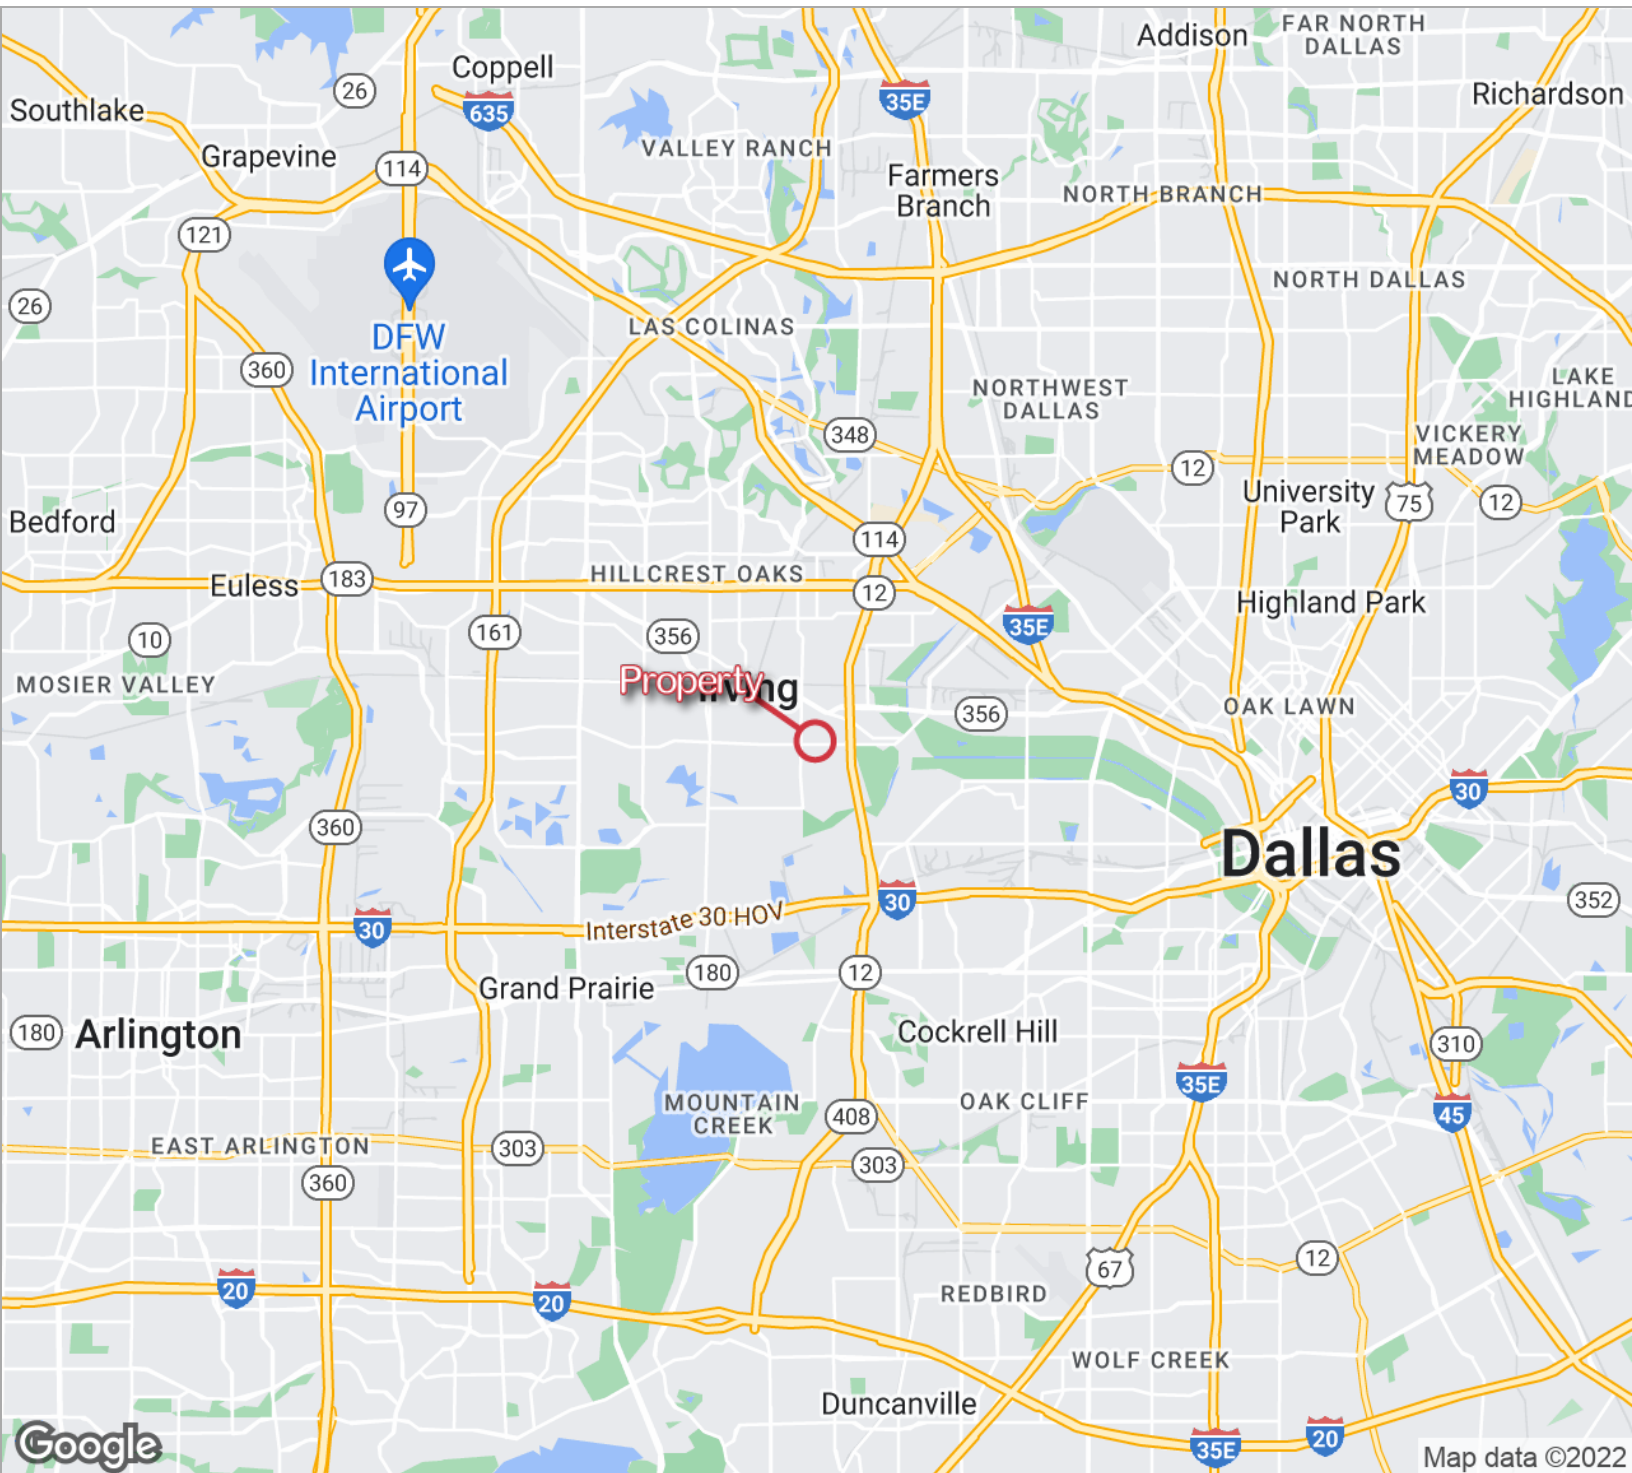 Addison
FAR NORTH
DALLAS
Coppell
26
635
35E
Richardson
Southlake
VALLEY RANCH
Grapevine
114
Farmers
Branch
NORTH BRANCH
121
NORTH DALLAS
26
DFW
International
Airport
LAS COLINAS
360
NORTHWEST
DALLAS
LAKE
HIGHLAND
348
VICKERY
MEADOW
12
University
Park
75
12
97
Bedford
114
HILLCREST OAKS
Euless
183
12
Highland Park
35E
10
161
356
MOSIER VALLEY
Property
Irving
356
OAK LAWN
30
360
Dallas
30
352
30
Interstate 30 HOV
180
12
Grand Prairie
180
Arlington
Cockrell Hill
310
35E
MOUNTAIN
CREEK
408
OAK CLIFF
45
EAST ARLINGTON
303
303
360
12
67
20
20
REDBIRD
WOLF CREEK
Duncanville
35E
20
Google
Map data ©2022